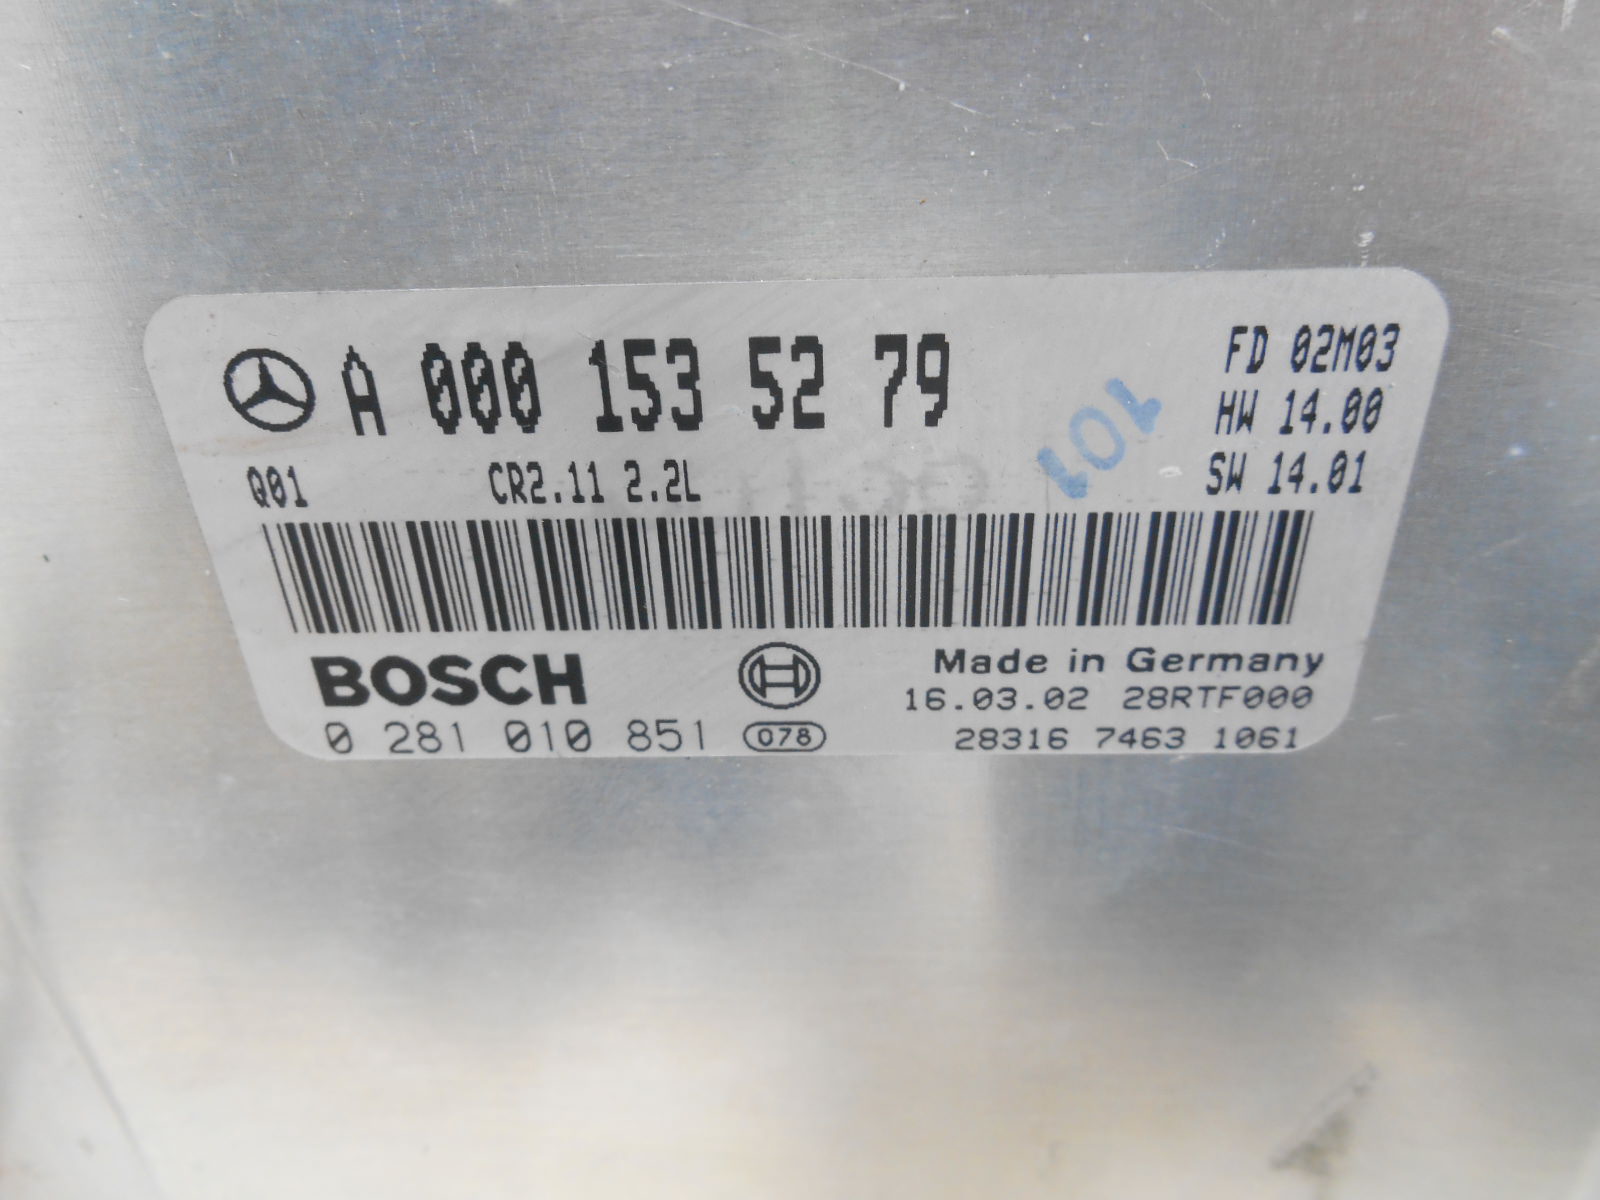 A 000 153 52 79
FD 02M03
HW 14.00
101
Q01 CR2.11 2.2L
SW 14.01
BOSCH
Made in Germany
16.03.02 28RTF000
0 281 010 851 078
28316 7463 1061